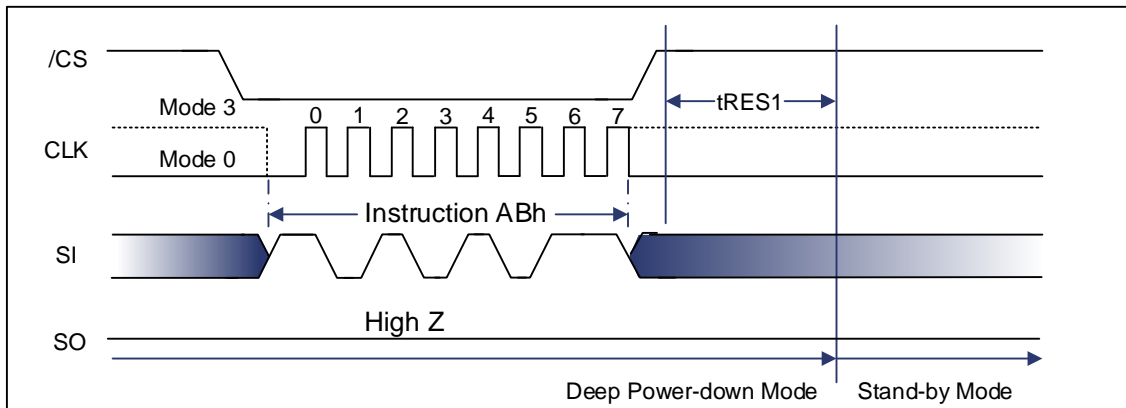 /CS
tRES1
Mode 3
0 1 2 3 4 5 6 7
CLK
Mode 0
Instruction ABh
SI
High Z
SO
Deep Power-down Mode Stand-by Mode